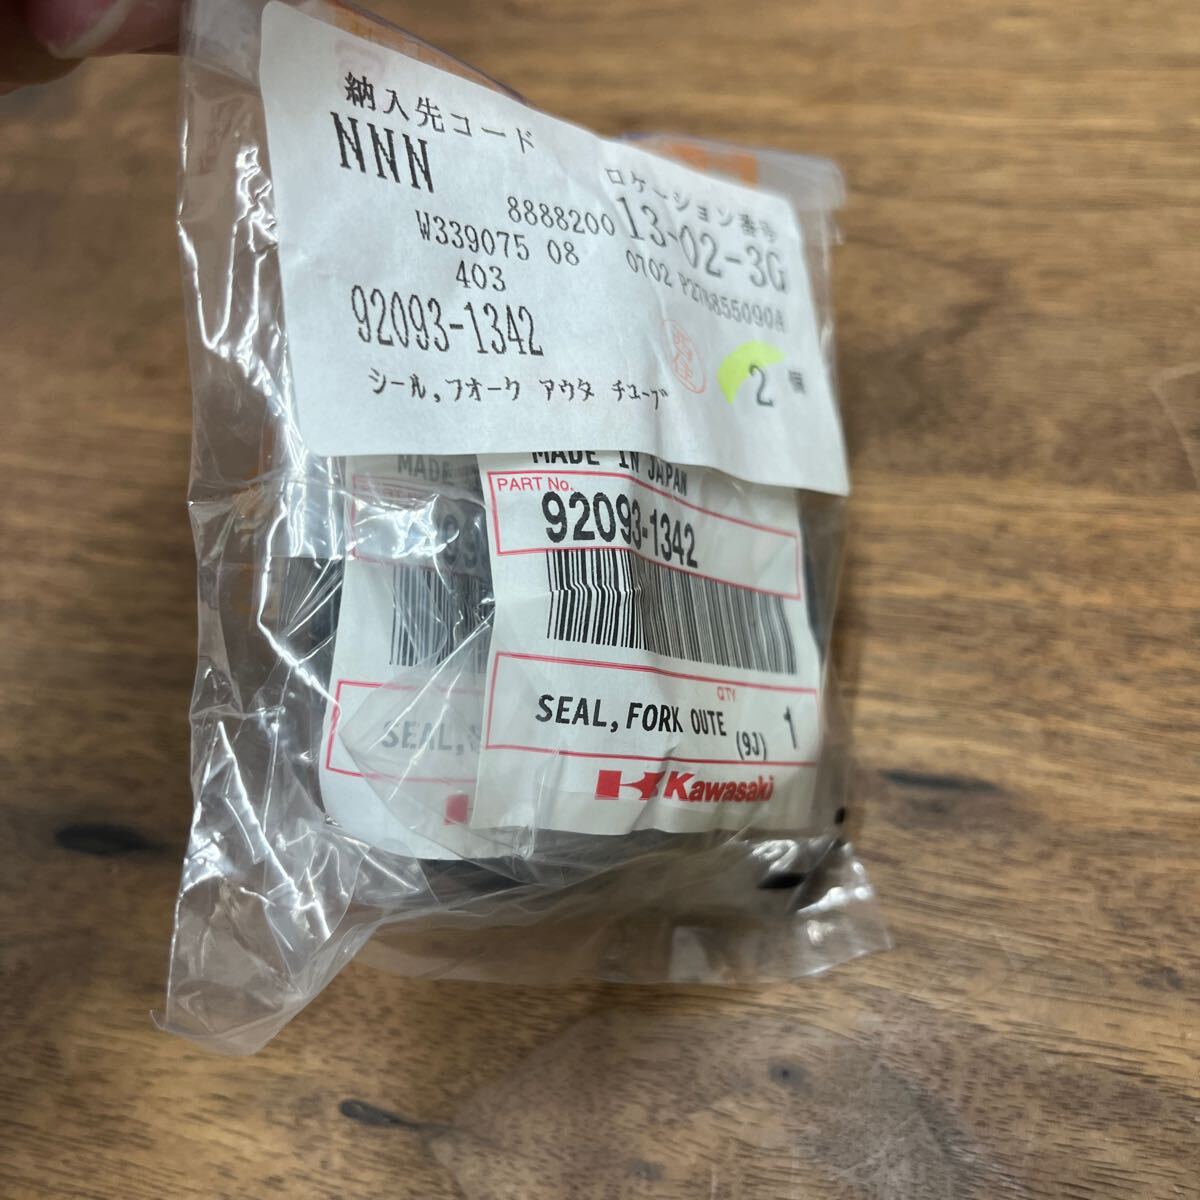 納入先コード
NNN
ロケーション番号
8888200
13-02-3G
W339075 08
403
92093-1342
シール,フオーク アウタ チユーブ
2 個
MADE IN JAPAN
PART No.
92093-1342
QTY
SEAL,FORK OUTE
(9J)
1
Kawasaki
MADE
SEAL,